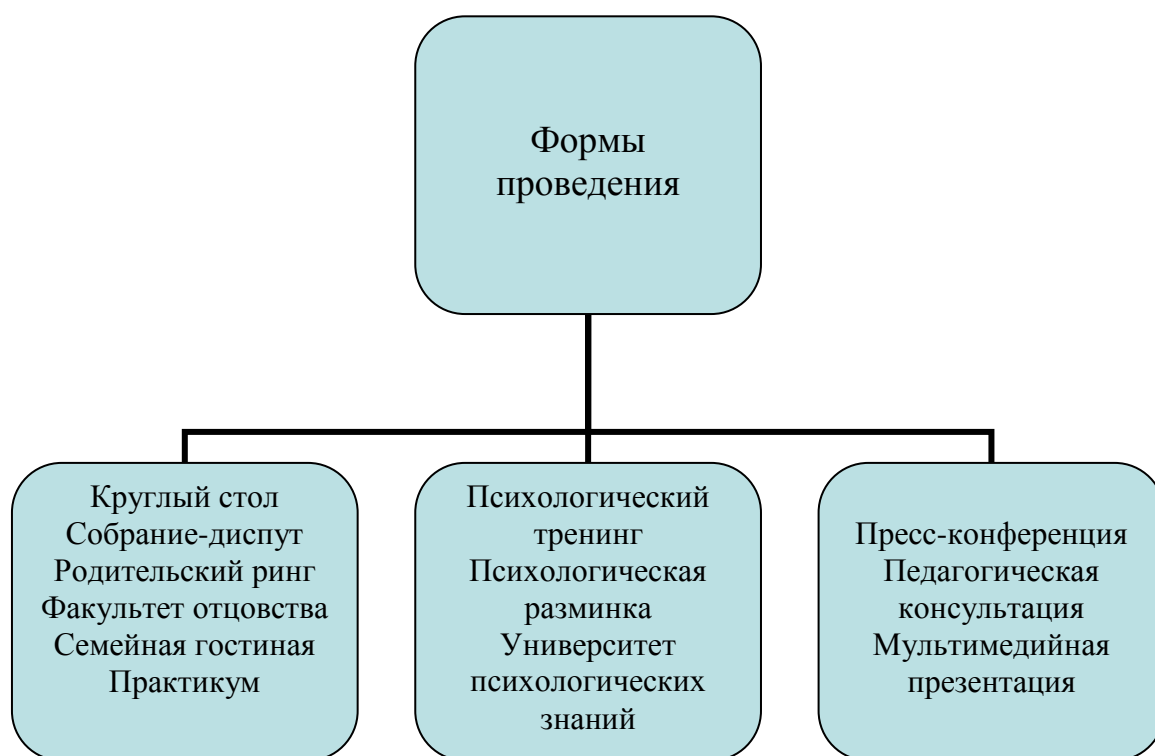 Формы
проведения
Круглый стол
Собрание-диспут
Родительский ринг
Факультет отцовства
Семейная гостиная
Практикум
Психологический
тренинг
Психологическая
разминка
Университет
психологических
знаний
Пресс-конференция
Педагогическая
консультация
Мультимедийная
презентация